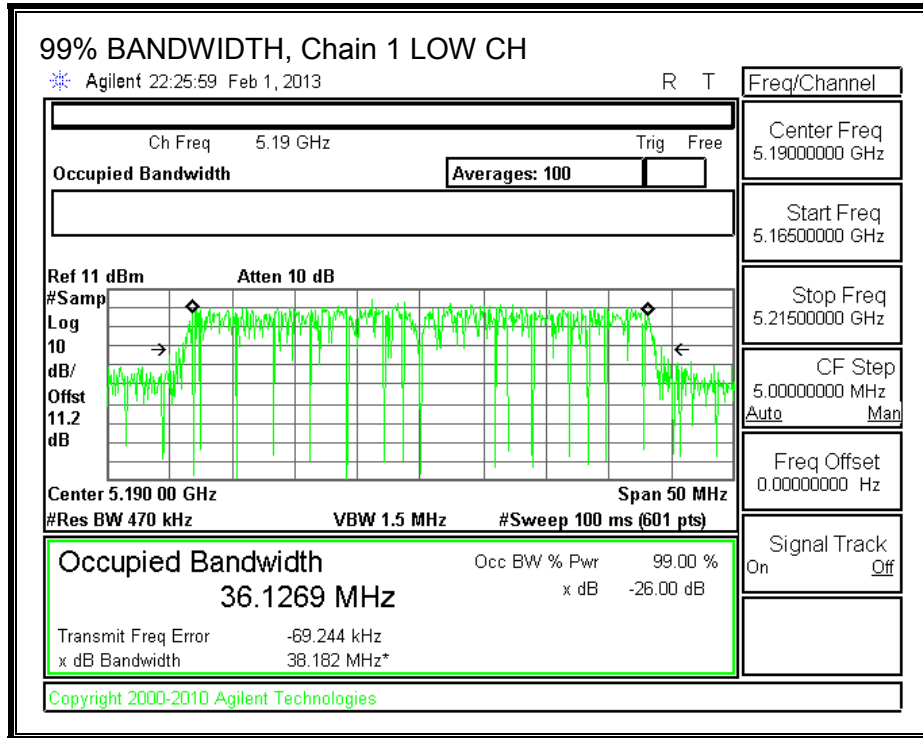 99% BANDWIDTH, Chain 1 LOW CH
Agilent 22:25:59 Feb 1, 2013 R T
Ch Freq 5.19 GHz Trig Free
Occupied Bandwidth Averages: 100
Ref 11 dBm Atten 10 dB
#Samp
Log
10
dB/
Offst
11.2
dB
Center 5.190 00 GHz Span 50 MHz
#Res BW 470 kHz VBW 1.5 MHz #Sweep 100 ms (601 pts)
Occupied Bandwidth Occ BW % Pwr 99.00 %
36.1269 MHz x dB -26.00 dB
Transmit Freq Error -69.244 kHz
x dB Bandwidth 38.182 MHz*
Copyright 2000-2010 Agilent Technologies
Freq/Channel
Center Freq
5.19000000 GHz
Start Freq
5.16500000 GHz
Stop Freq
5.21500000 GHz
CF Step
5.00000000 MHz
Auto Man
Freq Offset
0.00000000 Hz
Signal Track
On Off